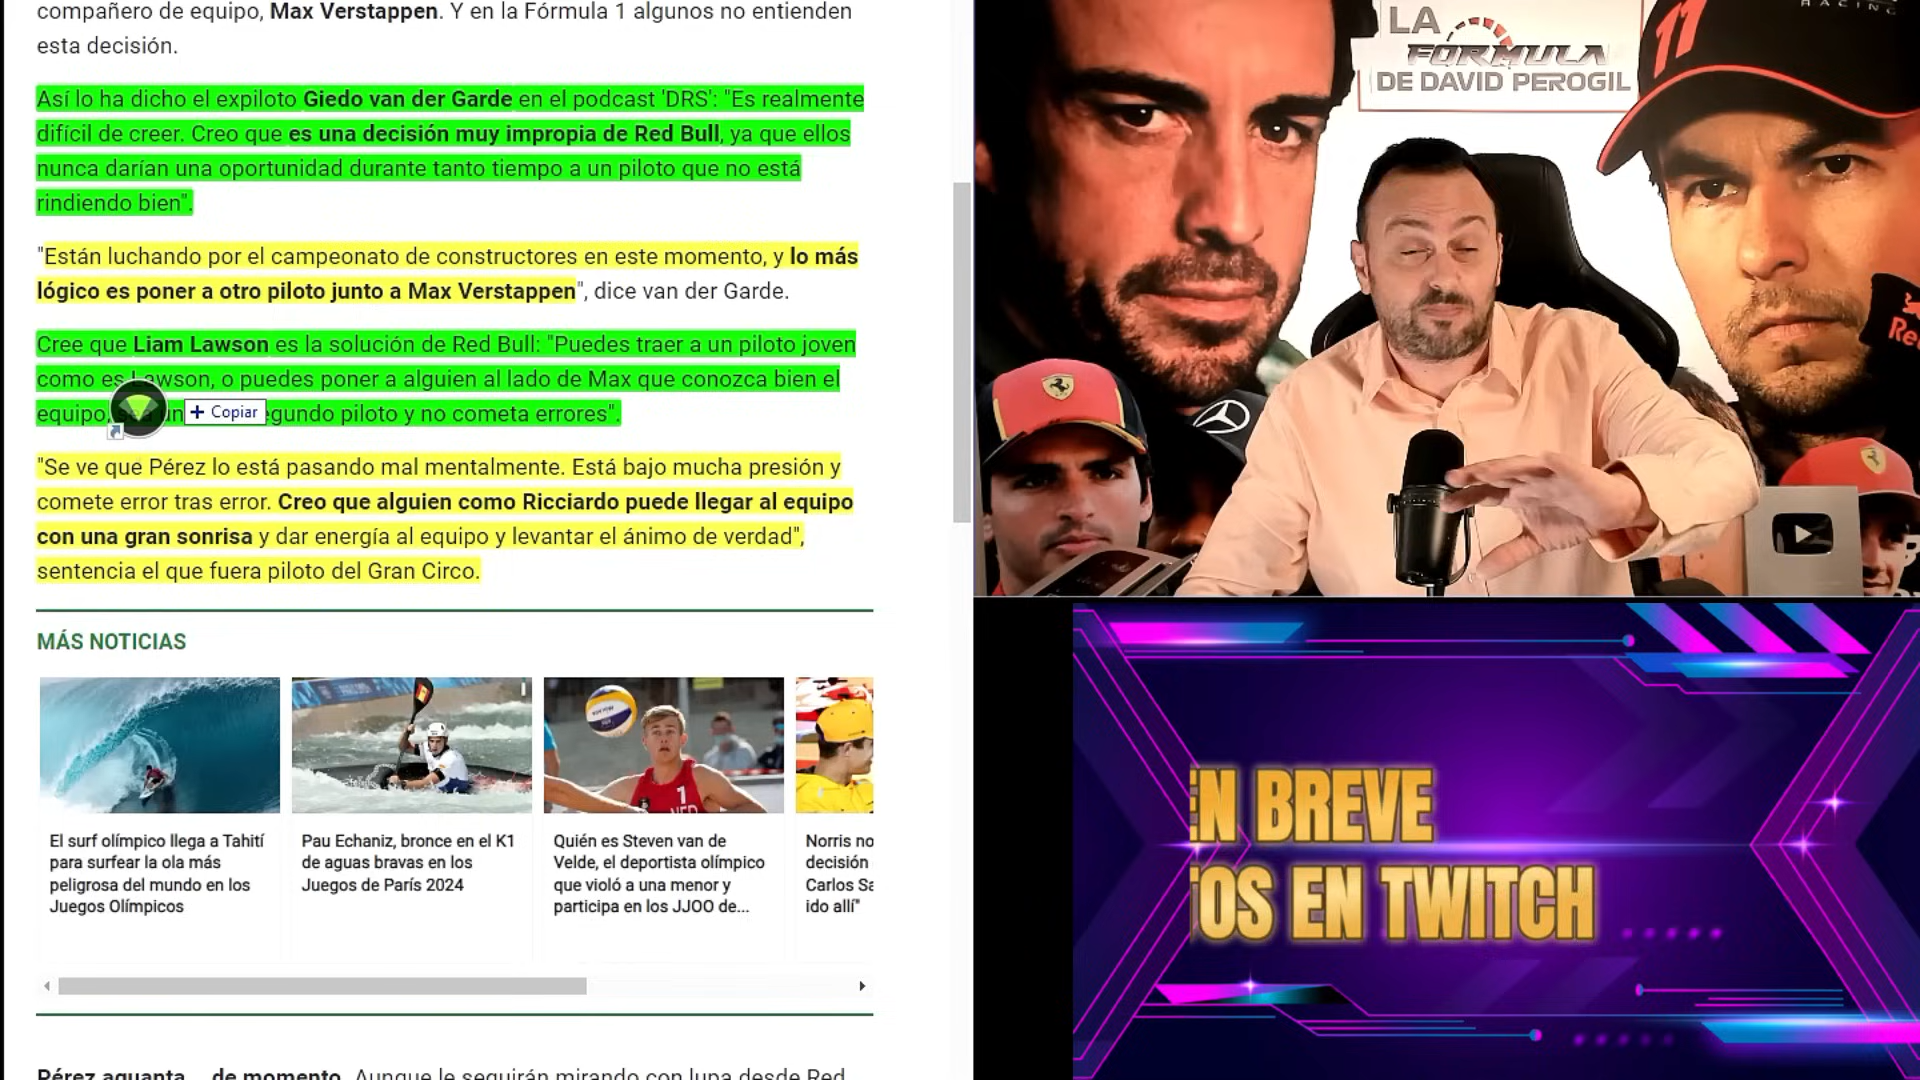 compañero de equipo, Max Verstappen. Y en la Fórmula 1 algunos no entienden
esta decisión.
Así lo ha dicho el expiloto Giedo van der Garde en el podcast 'DRS': "Es realmente
difícil de creer. Creo que es una decisión muy impropia de Red Bull, ya que ellos
nunca darían una oportunidad durante tanto tiempo a un piloto que no está
rindiendo bien".
"Están luchando por el campeonato de constructores en este momento, y lo más
lógico es poner a otro piloto junto a Max Verstappen", dice van der Garde.
Cree que Liam Lawson es la solución de Red Bull: "Puedes traer a un piloto joven
como es Lawson, o puedes poner a alguien al lado de Max que conozca bien el
equipo, un egundo piloto y no cometa errores".
+ Copiar
"Se ve que Pérez lo está pasando mal mentalmente. Está bajo mucha presión y
comete error tras error. Creo que alguien como Ricciardo puede llegar al equipo
con una gran sonrisa y dar energía al equipo y levantar el ánimo de verdad",
sentencia el que fuera piloto del Gran Circo.
MÁS NOTICIAS
El surf olímpico llega a Tahití
para surfear la ola más
peligrosa del mundo en los
Juegos Olímpicos
Pau Echaniz, bronce en el K1
de aguas bravas en los
Juegos de París 2024
Quién es Steven van de
Velde, el deportista olímpico
que violó a una menor y
participa en los JJOO de...
Norris no
decisión
Carlos Sa
ido allí"
Pérez aguanta... de momento. Aunque le seguirán mirando con lupa desde Red
LA
FÓRMULA
DE DAVID PEROGIL
11
RACING
Re
1
NED
EN BREVE
TOS EN TWITCH